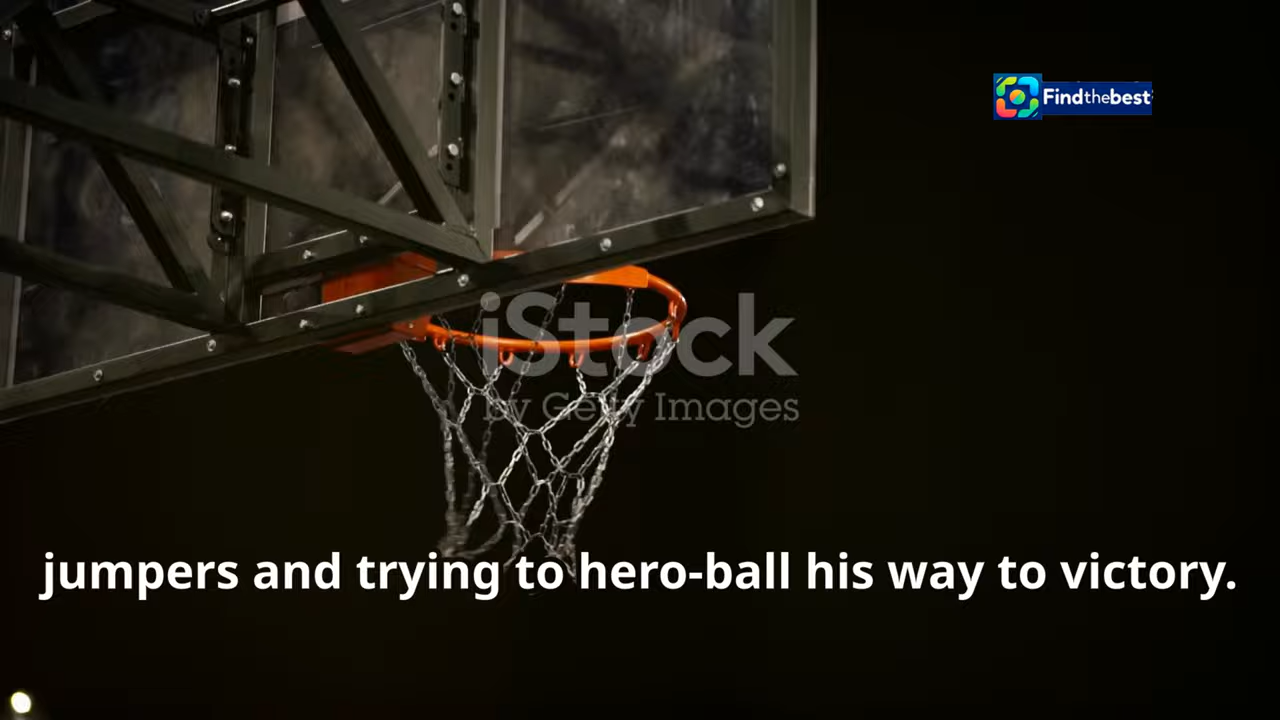 Findthebest
iStock
by Getty Images
jumpers and trying to hero-ball his way to victory.